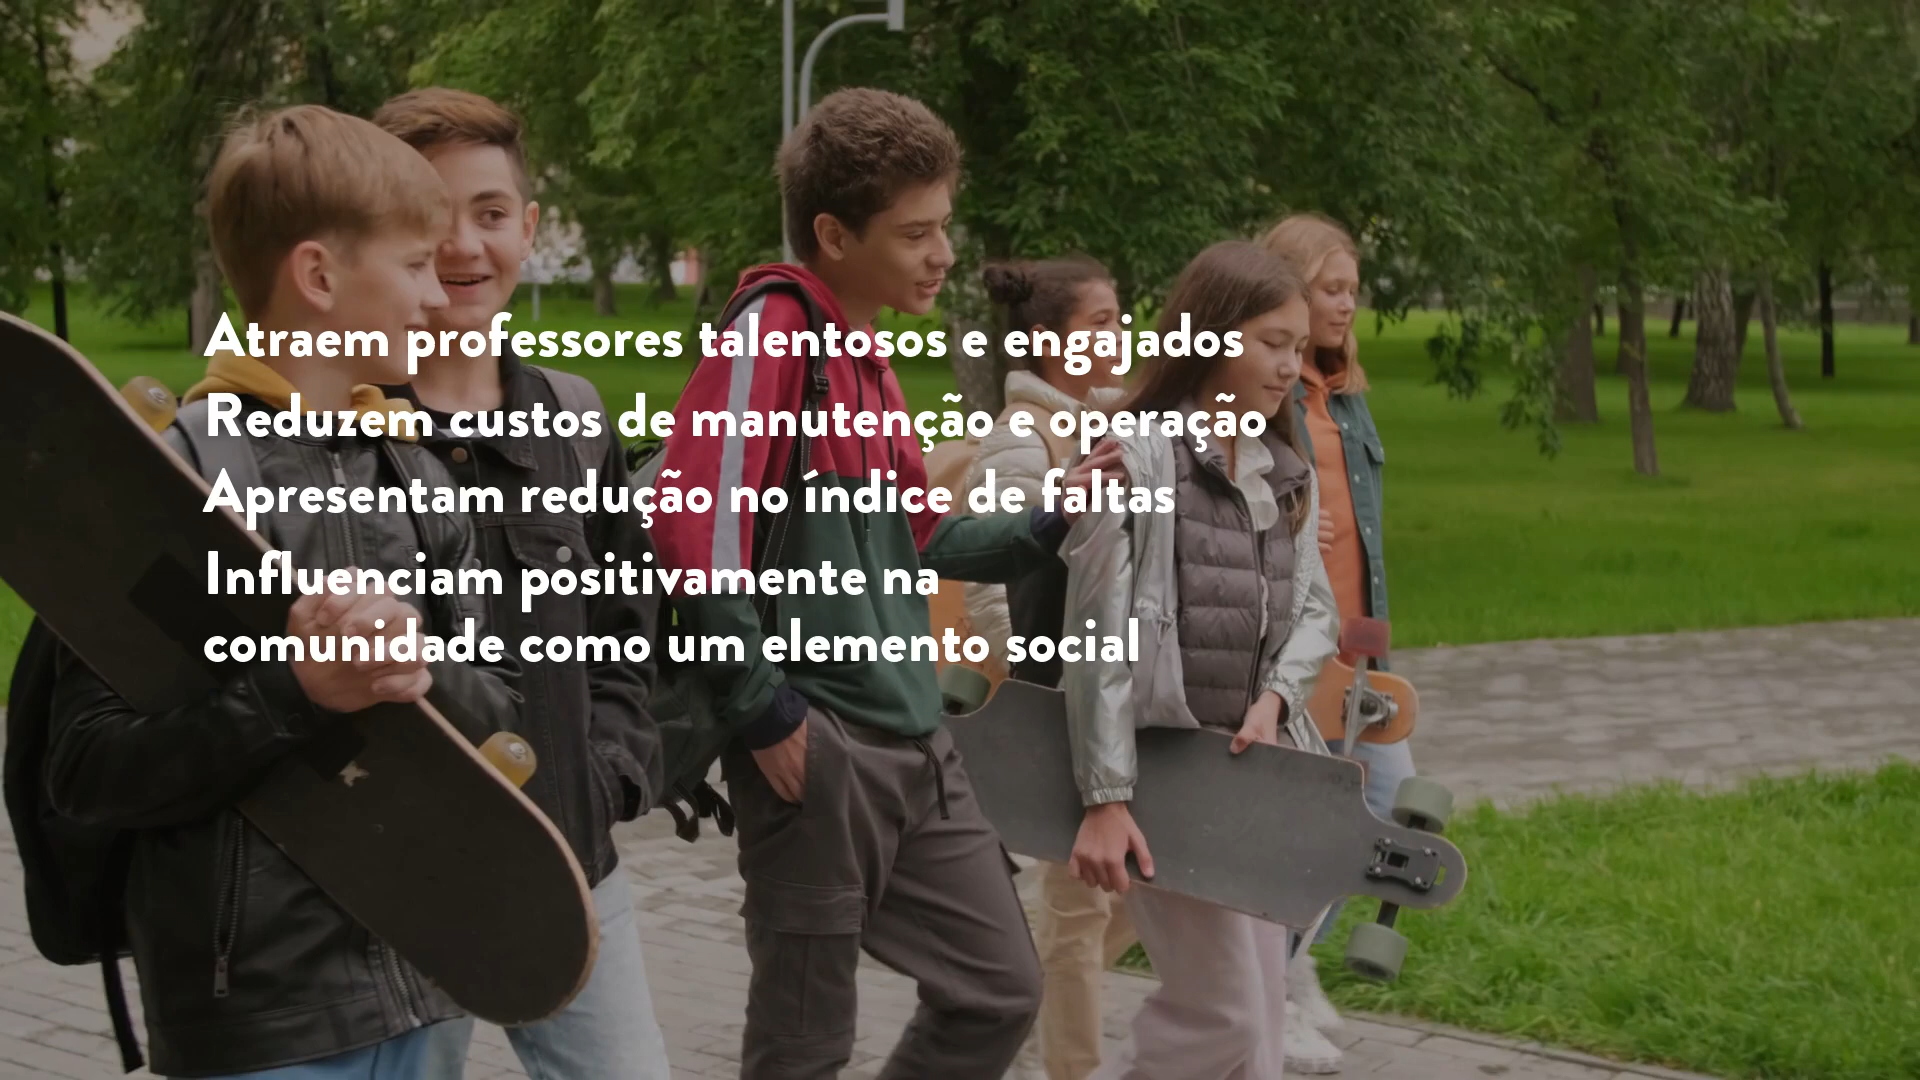 Atraem professores talentosos e engajados
Reduzem custos de manutenção e operação
Apresentam redução no índice de faltas
Influenciam positivamente na
comunidade como um elemento social